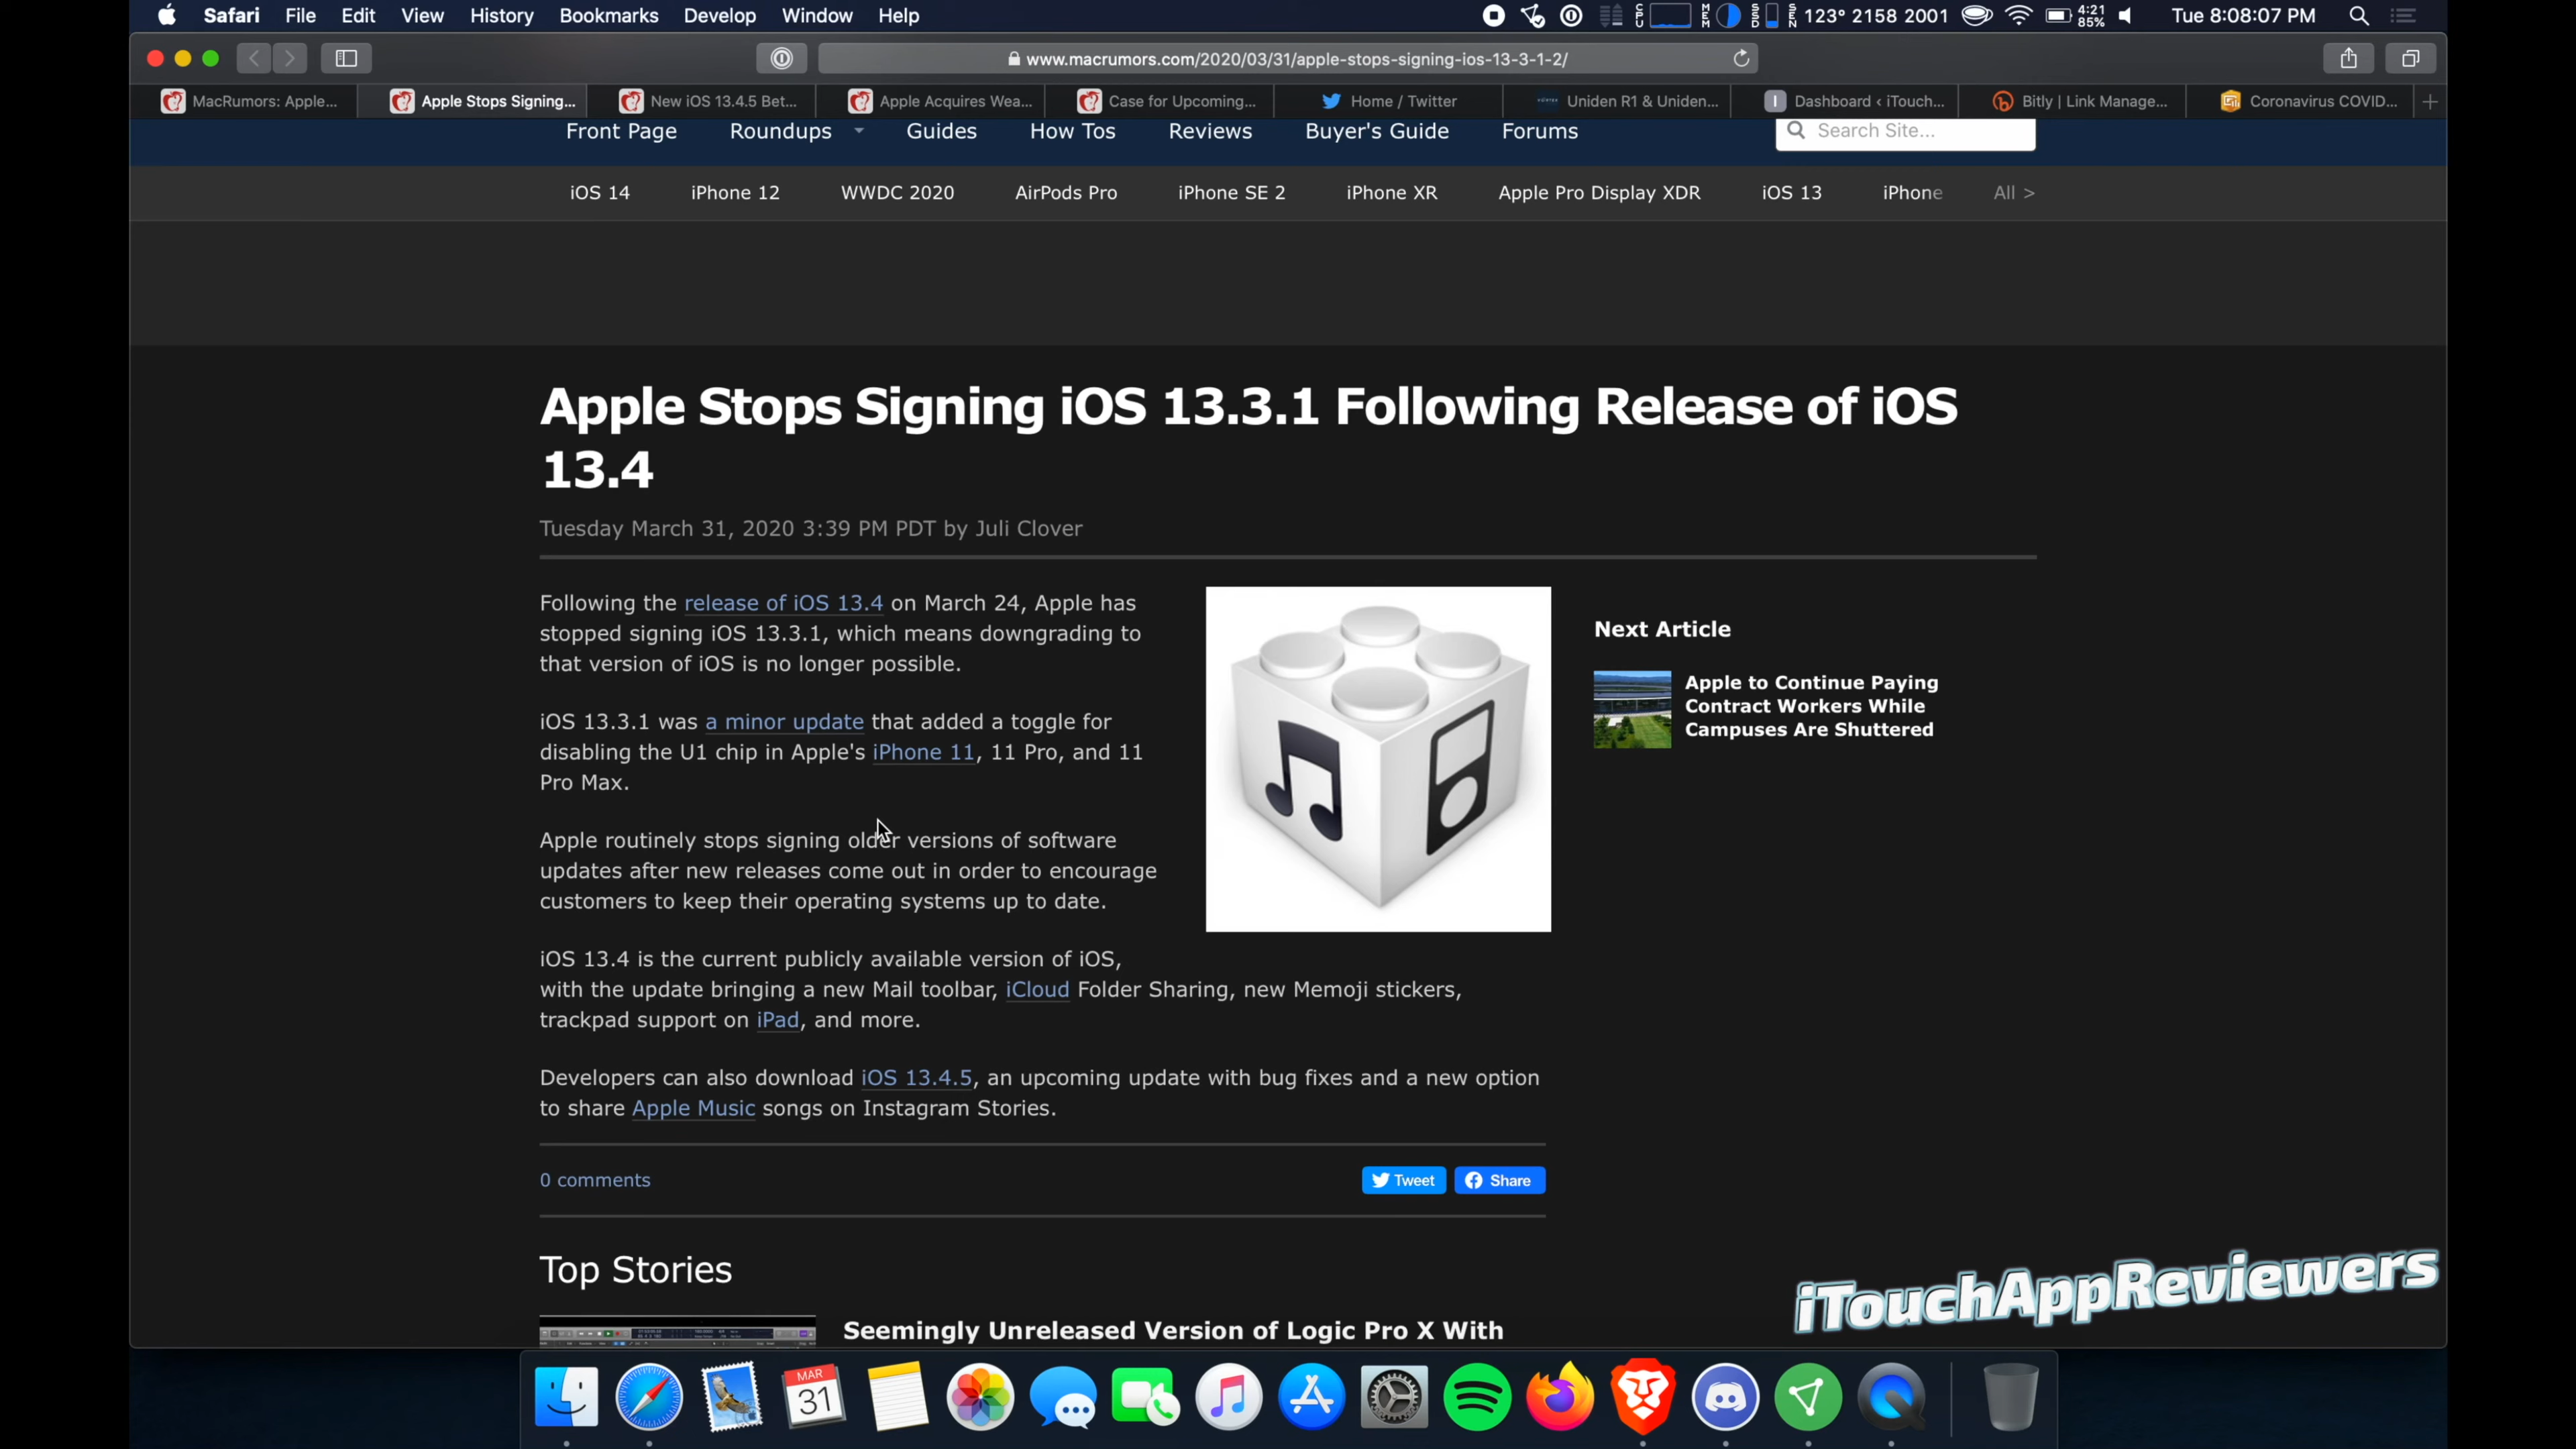 Safari File Edit View History Bookmarks Develop Window Help
CPU MEM SSD SEN 123° 2158 2001 4:21 85% Tue 8:08:07 PM
www.macrumors.com/2020/03/31/apple-stops-signing-ios-13-3-1-2/
MacRumors: Apple... Apple Stops Signing... New iOS 13.4.5 Bet... Apple Acquires Wea... Case for Upcoming... Home / Twitter Uniden R1 & Uniden... Dashboard ‹ iTouch... Bitly | Link Manage... Coronavirus COVID...
Front Page Roundups Guides How Tos Reviews Buyer's Guide Forums Search Site...
iOS 14 iPhone 12 WWDC 2020 AirPods Pro iPhone SE 2 iPhone XR Apple Pro Display XDR iOS 13 iPhone All >
Apple Stops Signing iOS 13.3.1 Following Release of iOS
13.4
Tuesday March 31, 2020 3:39 PM PDT by Juli Clover
Following the release of iOS 13.4 on March 24, Apple has
stopped signing iOS 13.3.1, which means downgrading to
that version of iOS is no longer possible.
iOS 13.3.1 was a minor update that added a toggle for
disabling the U1 chip in Apple's iPhone 11, 11 Pro, and 11
Pro Max.
Apple routinely stops signing older versions of software
updates after new releases come out in order to encourage
customers to keep their operating systems up to date.
iOS 13.4 is the current publicly available version of iOS,
with the update bringing a new Mail toolbar, iCloud Folder Sharing, new Memoji stickers,
trackpad support on iPad, and more.
Developers can also download iOS 13.4.5, an upcoming update with bug fixes and a new option
to share Apple Music songs on Instagram Stories.
Next Article
Apple to Continue Paying
Contract Workers While
Campuses Are Shuttered
0 comments
Tweet Share
Top Stories
Seemingly Unreleased Version of Logic Pro X With
iTouchAppReviewers
MAR
31